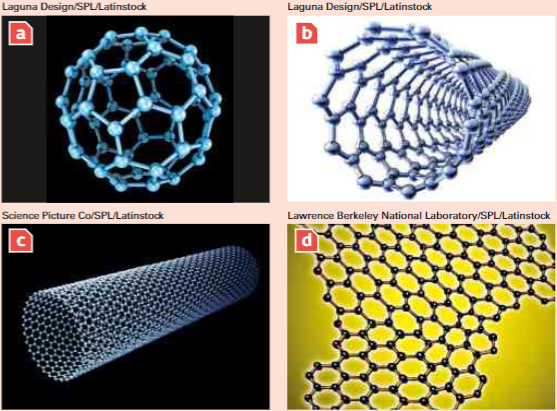 Laguna Design/SPL/Latinstock
Laguna Design/SPL/Latinstock
a
b
Science Picture Co/SPL/Latinstock
Lawrence Berkeley National Laboratory/SPL/Latinstock
c
d